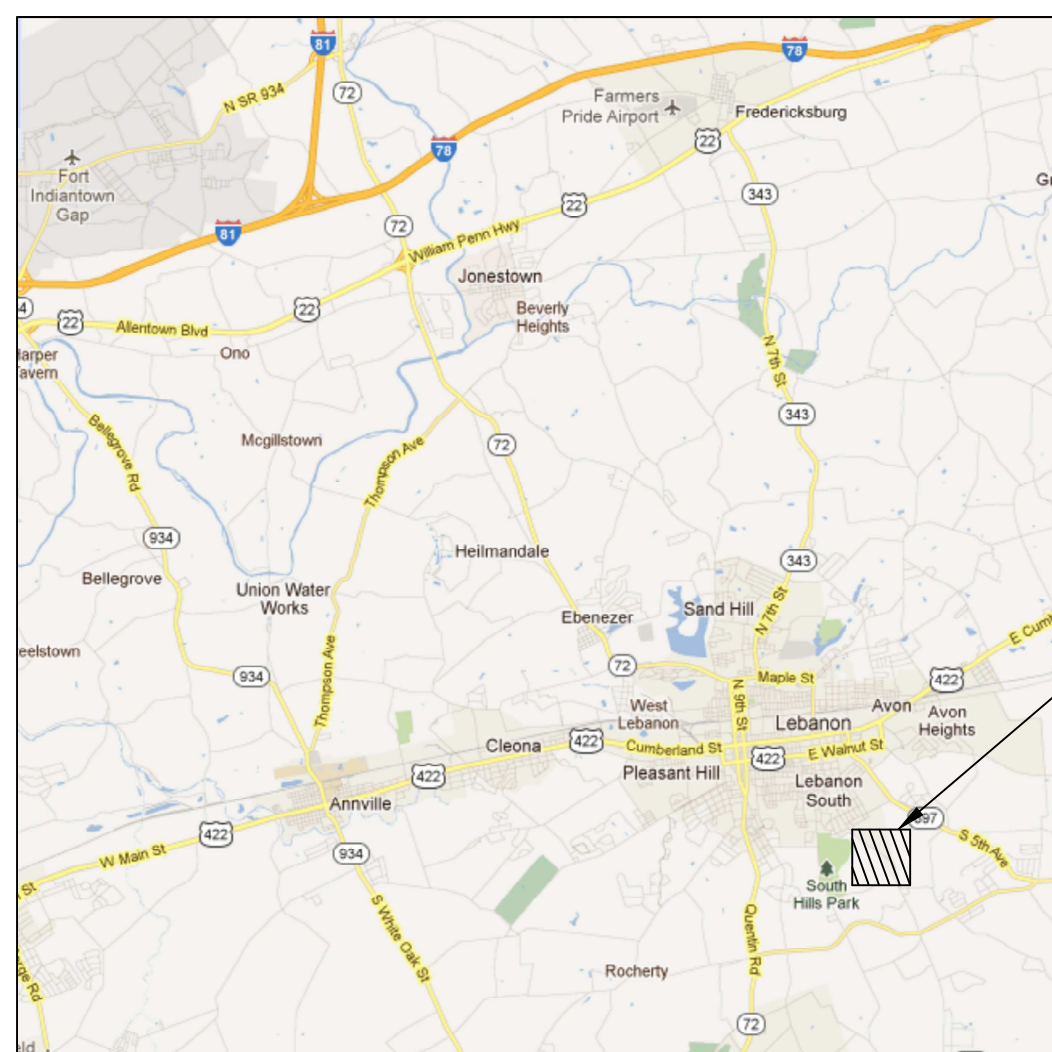 81
78
N SR 934
72
Farmers
Pride Airport
Fredericksburg
22
78
Fort
Indiantown
Gap
343
81
72
22
William Penn Hwy
Jonestown
22
22
Allentown Blvd
Beverly
Heights
Ono
N 7th St
Bellegrove Rd
Mcgillstown
Thompson Ave
72
343
934
Heilmandale
343
Bellegrove
Union Water
Works
Sand Hill
N 7th St
Ebenezer
Thompson Ave
934
72
Maple St
422
N 9th St
West
Lebanon
Lebanon
Avon
Avon
Heights
Cleona
422
Cumberland St
422
E Walnut St
Pleasant Hill
422
Lebanon
South
Annville
422
W Main St
934
S 5th Ave
South
Hills Park
S White Oak St
Quentin Rd
Rocherty
72